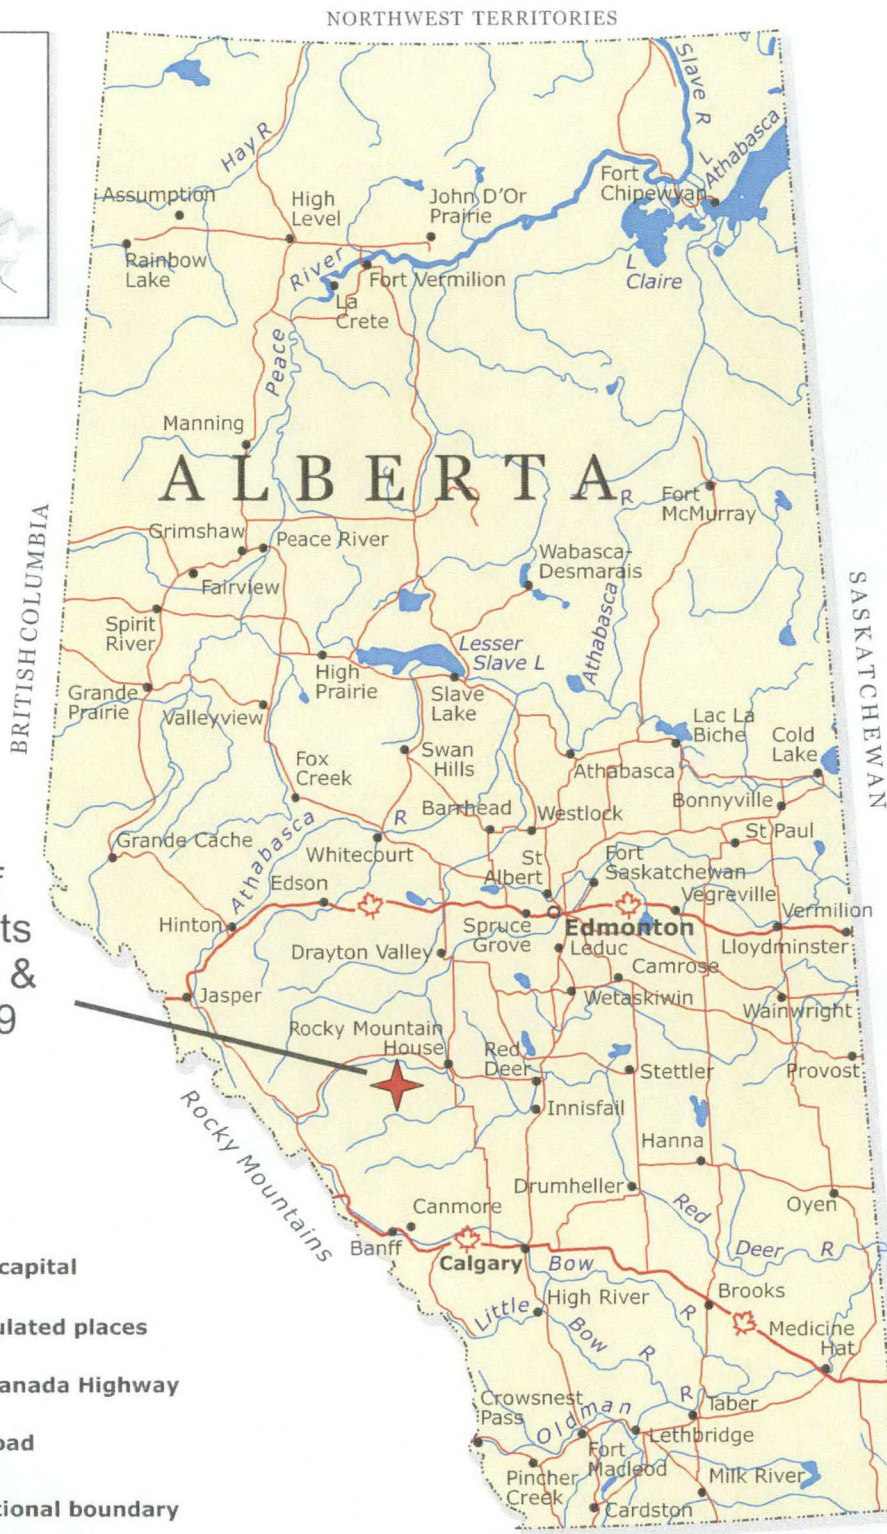 NORTHWEST TERRITORIES
Slave R
L Athabasca
Hay R
Fort
Chipewyan
Assumption
High
Level
John D'Or
Prairie
Rainbow
Lake
River
Fort Vermilion
L
Claire
La
Crete
Peace
Manning
ALBERTA
R
Fort
McMurray
BRITISH COLUMBIA
Grimshaw
Peace River
Wabasca-
Desmarais
Fairview
SASKATCHEWAN
Athabasca
Spirit
River
Lesser
Slave L
High
Prairie
Slave
Lake
Grande
Prairie
Valleyview
Lac La
Biche
Cold
Lake
Swan
Hills
Fox
Creek
Athabasca
Bonnyville
Barrhead
Westlock
Athabasca
R
St Paul
Grande Cache
Whitecourt
St
Albert
Fort
Saskatchewan
Edson
Vegreville
Vermilion
Hinton
Spruce
Grove
Edmonton
ts
Drayton Valley
Leduc
Lloydminster
&
Camrose
Jasper
Wetaskiwin
Wainwright
9
Rocky Mountain
House
Red
Deer
Stettler
Provost
Innisfail
Rocky Mountains
Hanna
Drumheller
Red
Oyen
Canmore
Banff
Deer R
capital
Calgary
Bow
Brooks
High River
R
Little
Bow
R
ulated places
Medicine
Hat
anada Highway
Crowsnest
Pass
Oldman
R
Taber
oad
Lethbridge
Fort
Macleod
Pincher
Creek
Milk River
Cardston
tional boundary